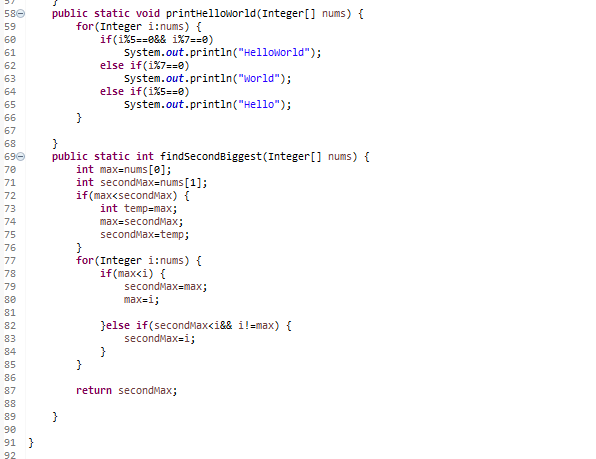 57 }
58 public static void printHelloWorld(Integer[] nums) {
59 for(Integer i:nums) {
60 if(i%5==0&& i%7==0)
61 System.out.println("HelloWorld");
62 else if(i%7==0)
63 System.out.println("World");
64 else if(i%5==0)
65 System.out.println("Hello");
66 }
67
68 }
69 public static int findSecondBiggest(Integer[] nums) {
70 int max=nums[0];
71 int secondMax=nums[1];
72 if(max<secondMax) {
73 int temp=max;
74 max=secondMax;
75 secondMax=temp;
76 }
77 for(Integer i:nums) {
78 if(max<i) {
79 secondMax=max;
80 max=i;
81
82 }else if(secondMax<i&& i!=max) {
83 secondMax=i;
84 }
85 }
86
87 return secondMax;
88
89 }
90
91 }
92